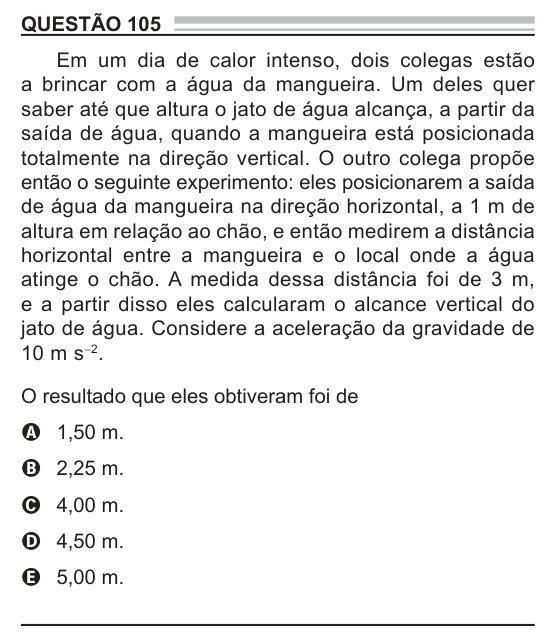 QUESTÃO 105
Em um dia de calor intenso, dois colegas estão
a brincar com a água da mangueira. Um deles quer
saber até que altura o jato de água alcança, a partir da
saída de água, quando a mangueira está posicionada
totalmente na direção vertical. O outro colega propõe
então o seguinte experimento: eles posicionarem a saída
de água da mangueira na direção horizontal, a 1 m de
altura em relação ao chão, e então medirem a distância
horizontal entre a mangueira e o local onde a água
atinge o chão. A medida dessa distância foi de 3 m,
e a partir disso eles calcularam o alcance vertical do
jato de água. Considere a aceleração da gravidade de
10 m s⁻².
O resultado que eles obtiveram foi de
A 1,50 m.
B 2,25 m.
C 4,00 m.
D 4,50 m.
E 5,00 m.